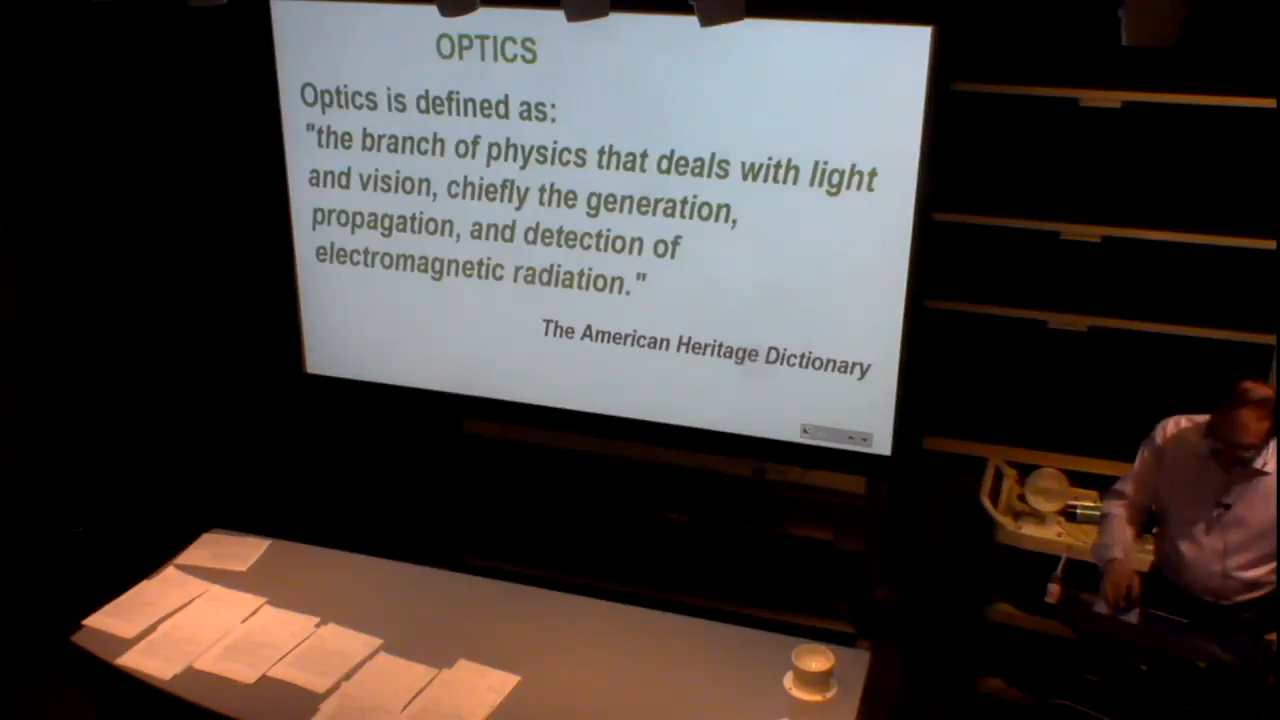 OPTICS
Optics is defined as:
"the branch of physics that deals with light
and vision, chiefly the generation,
propagation, and detection of
electromagnetic radiation."
The American Heritage Dictionary